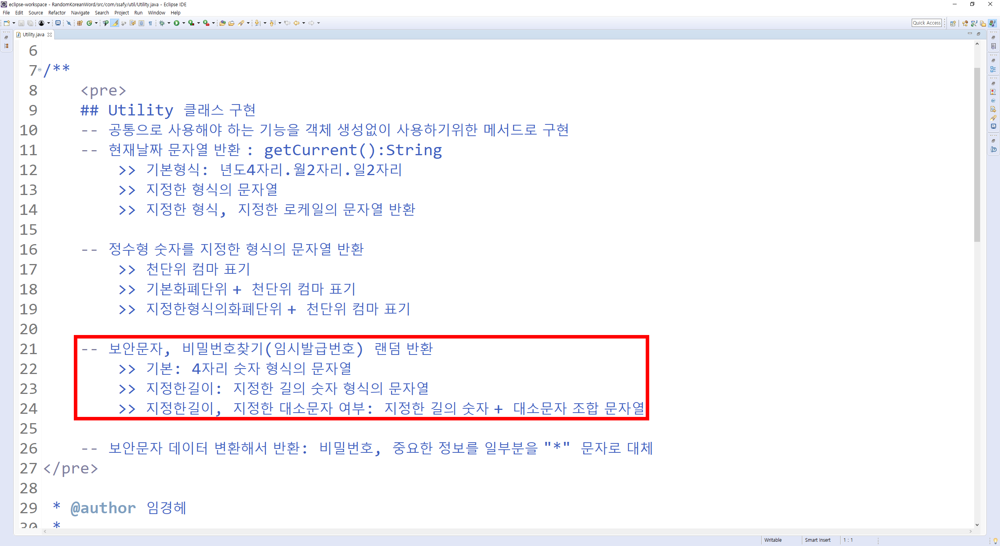 eclipse-workspace - RandomKoreanWord/src/com/ssafy/util/Utility.java - Eclipse IDE
File Edit Source Refactor Navigate Search Project Run Window Help
Quick Access
Utility.java
6
7 /**
8 <pre>
9 ## Utility 클래스 구현
10 -- 공통으로 사용해야 하는 기능을 객체 생성없이 사용하기위한 메서드로 구현
11 -- 현재날짜 문자열 반환 : getCurrent():String
12 >> 기본형식: 년도4자리.월2자리.일2자리
13 >> 지정한 형식의 문자열
14 >> 지정한 형식, 지정한 로케일의 문자열 반환
15
16 -- 정수형 숫자를 지정한 형식의 문자열 반환
17 >> 천단위 컴마 표기
18 >> 기본화폐단위 + 천단위 컴마 표기
19 >> 지정한형식의화폐단위 + 천단위 컴마 표기
20
21 -- 보안문자, 비밀번호찾기(임시발급번호) 랜덤 반환
22 >> 기본: 4자리 숫자 형식의 문자열
23 >> 지정한길이: 지정한 길의 숫자 형식의 문자열
24 >> 지정한길이, 지정한 대소문자 여부: 지정한 길의 숫자 + 대소문자 조합 문자열
25
26 -- 보안문자 데이터 변환해서 반환: 비밀번호, 중요한 정보를 일부분을 "*" 문자로 대체
27 </pre>
28
29 * @author 임경헤
30 *
Writable Smart Insert 1 : 1